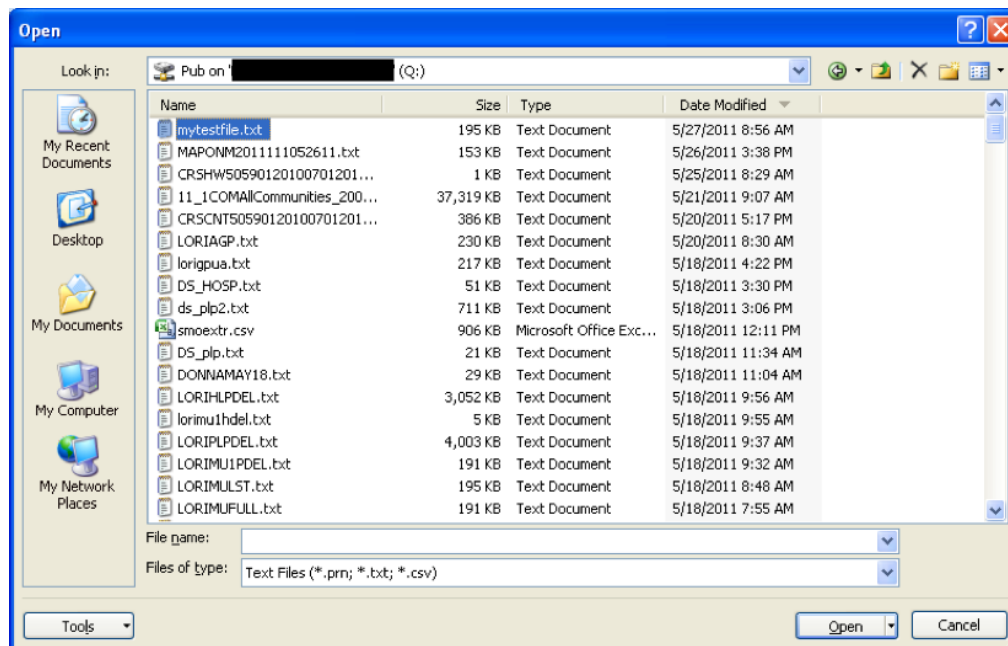 Open
Look in: Pub on ' ' (Q:)
My Recent Documents
Desktop
My Documents
My Computer
My Network Places
Name Size Type Date Modified
mytestfile.txt 195 KB Text Document 5/27/2011 8:56 AM
MAPONM2011111052611.txt 153 KB Text Document 5/26/2011 3:38 PM
CRSHW50590120100701201... 1 KB Text Document 5/25/2011 8:29 AM
11_1COMAllCommunities_200... 37,319 KB Text Document 5/21/2011 9:07 AM
CRSCNT50590120100701201... 386 KB Text Document 5/20/2011 5:17 PM
LORIAGP.txt 230 KB Text Document 5/20/2011 8:30 AM
lorigpua.txt 217 KB Text Document 5/18/2011 4:22 PM
DS_HOSP.txt 51 KB Text Document 5/18/2011 3:30 PM
ds_plp2.txt 711 KB Text Document 5/18/2011 3:06 PM
smoextr.csv 906 KB Microsoft Office Exc... 5/18/2011 12:11 PM
DS_plp.txt 21 KB Text Document 5/18/2011 11:34 AM
DONNAMAY18.txt 29 KB Text Document 5/18/2011 11:04 AM
LORIHLPDEL.txt 3,052 KB Text Document 5/18/2011 9:56 AM
lorimu1hdel.txt 5 KB Text Document 5/18/2011 9:55 AM
LORIPLPDEL.txt 4,003 KB Text Document 5/18/2011 9:37 AM
LORIMU1PDEL.txt 191 KB Text Document 5/18/2011 9:32 AM
LORIMULST.txt 195 KB Text Document 5/18/2011 8:48 AM
LORIMUFULL.txt 191 KB Text Document 5/18/2011 7:55 AM
File name:
Files of type: Text Files (*.prn; *.txt; *.csv)
Tools Open Cancel